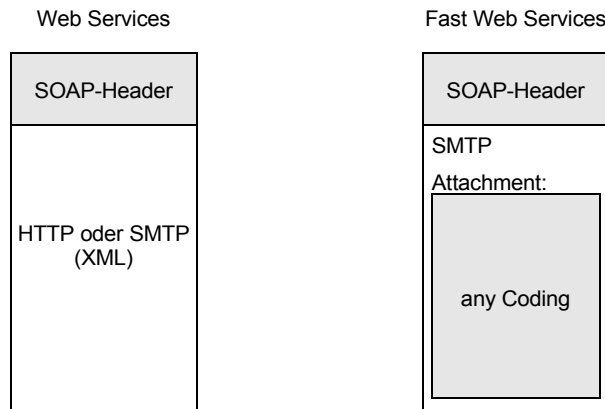 Web Services
SOAP-Header
HTTP oder SMTP
(XML)
Fast Web Services
SOAP-Header
SMTP
Attachment:
any Coding